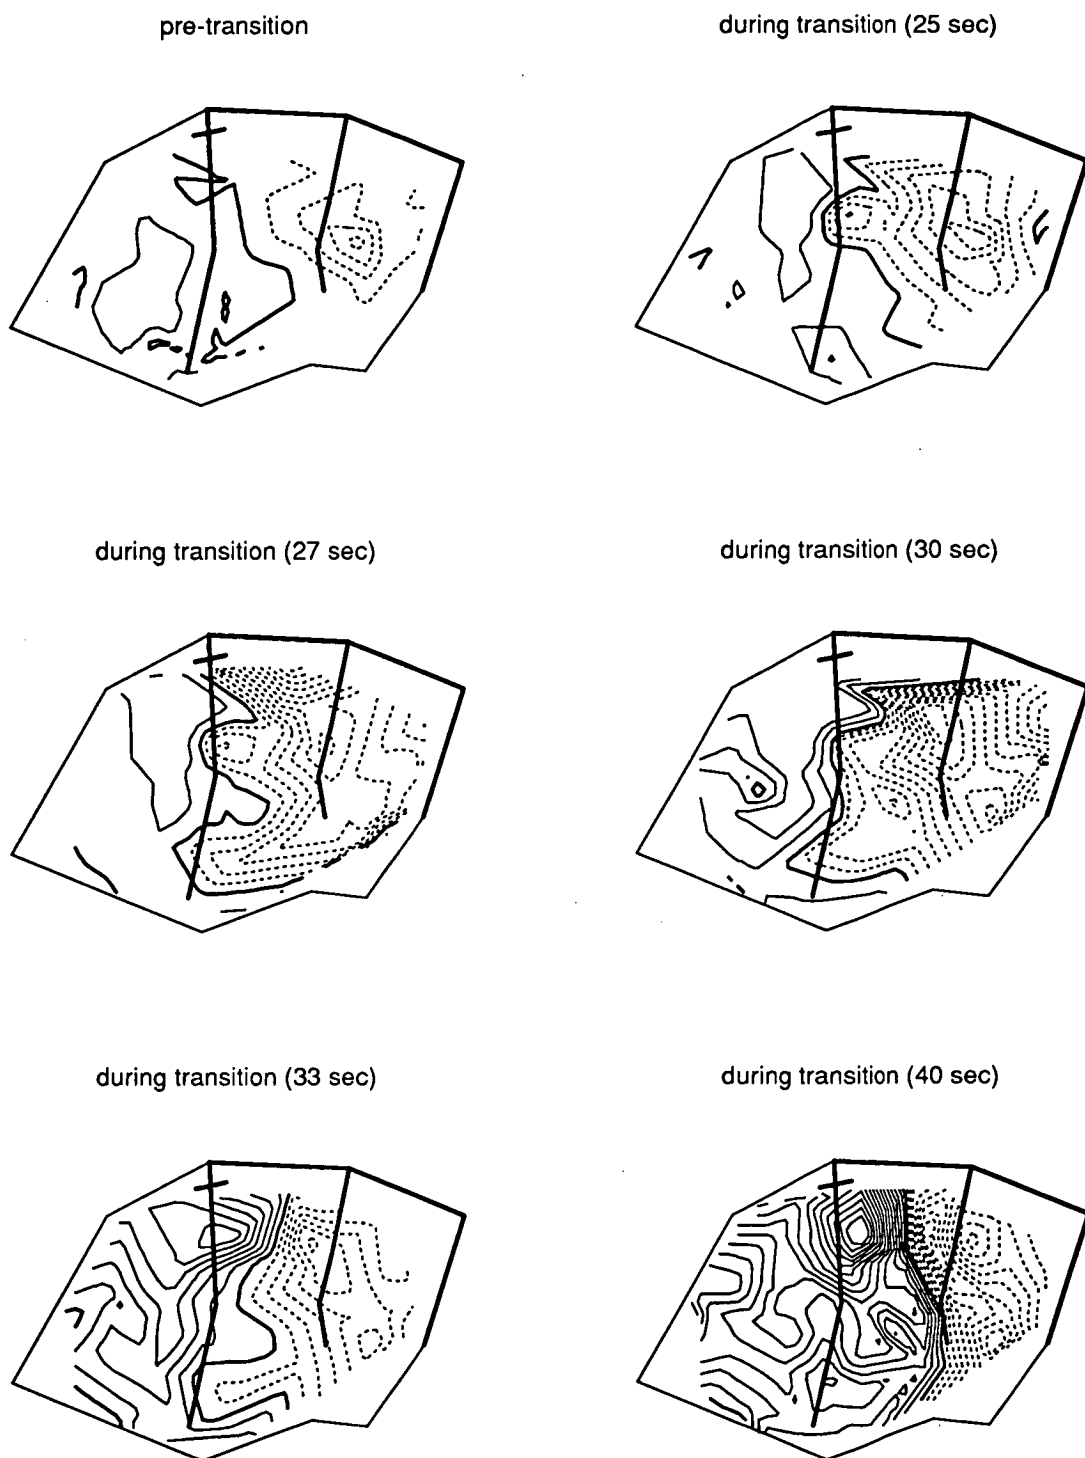 pre-transition
during transition (25 sec)
during transition (27 sec)
during transition (30 sec)
during transition (33 sec)
during transition (40 sec)